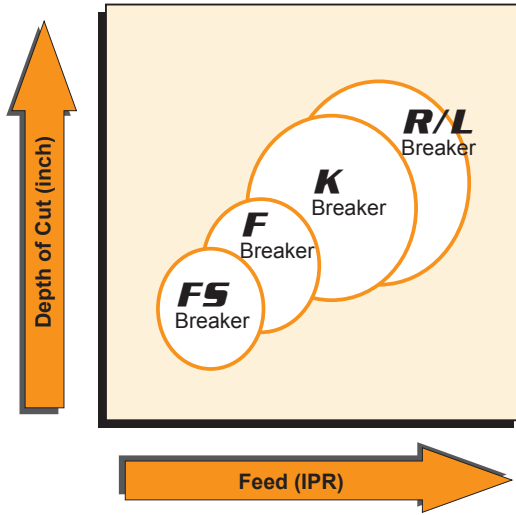 Depth of Cut (inch)
R/L
Breaker
K
Breaker
F
Breaker
FS
Breaker
Feed (IPR)